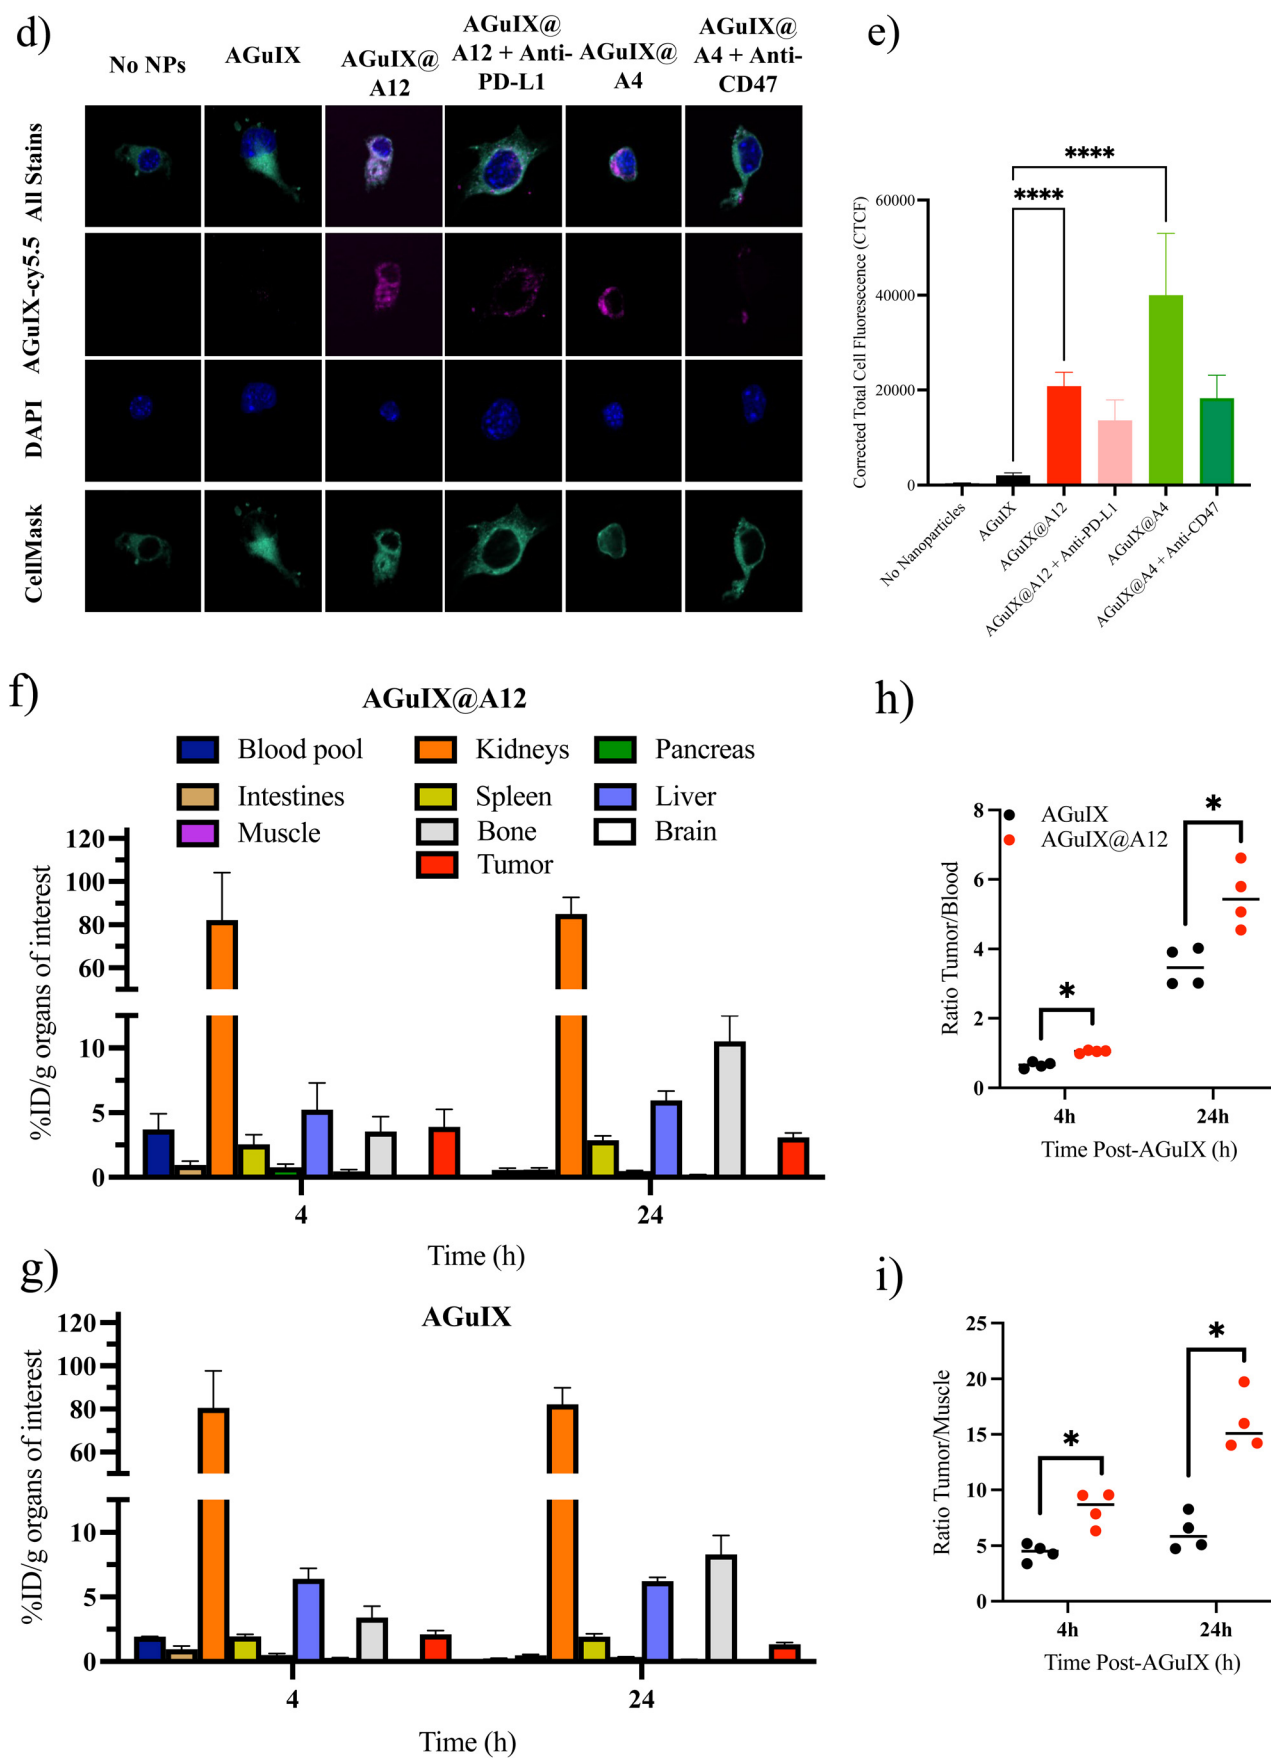 d)
No NPs
AGuIX
AGuIX@
A12
AGuIX@
A12 + Anti-
PD-L1
AGuIX@
A4
AGuIX@
A4 + Anti-
CD47
All Stains
AGuIX-cy5.5
DAPI
CellMask
e)
Corrected Total Cell Fluoresecence (CTCF)
60000
40000
20000
0
****
****
No Nanoparticles
AGuIX
AGuIX@A12
AGuIX@A12 + Anti-PD-L1
AGuIX@A4
AGuIX@A4 + Anti-CD47
f)
AGuIX@A12
Blood pool
Kidneys
Pancreas
Intestines
Spleen
Liver
Muscle
Bone
Brain
Tumor
%ID/g organs of interest
120
100
80
60
10
5
0
4
24
Time (h)
g)
AGuIX
%ID/g organs of interest
120
100
80
60
10
5
0
4
24
Time (h)
h)
AGuIX
AGuIX@A12
Ratio Tumor/Blood
8
6
4
2
0
*
*
4h
24h
Time Post-AGuIX (h)
i)
Ratio Tumor/Muscle
25
20
15
10
5
0
*
*
4h
24h
Time Post-AGuIX (h)